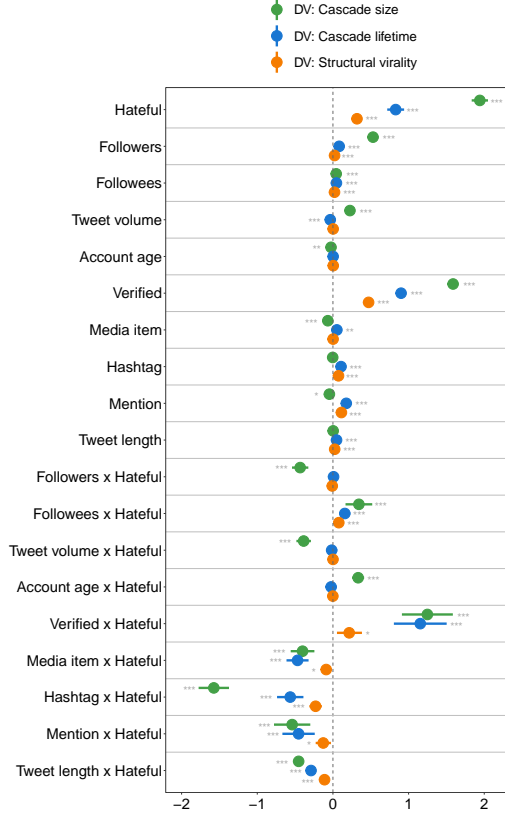 DV: Cascade size
DV: Cascade lifetime
DV: Structural virality
Hateful
***
***
***
Followers
***
***
***
Followees
***
***
***
Tweet volume
***
***
Account age
**
Verified
***
***
***
Media item
***
**
Hashtag
***
***
Mention
*
***
***
Tweet length
***
***
Followers x Hateful
***
Followees x Hateful
***
***
***
Tweet volume x Hateful
***
Account age x Hateful
***
Verified x Hateful
***
***
*
Media item x Hateful
***
***
*
Hashtag x Hateful
***
***
***
Mention x Hateful
***
***
*
Tweet length x Hateful
***
***
***
−2 −1 0 1 2